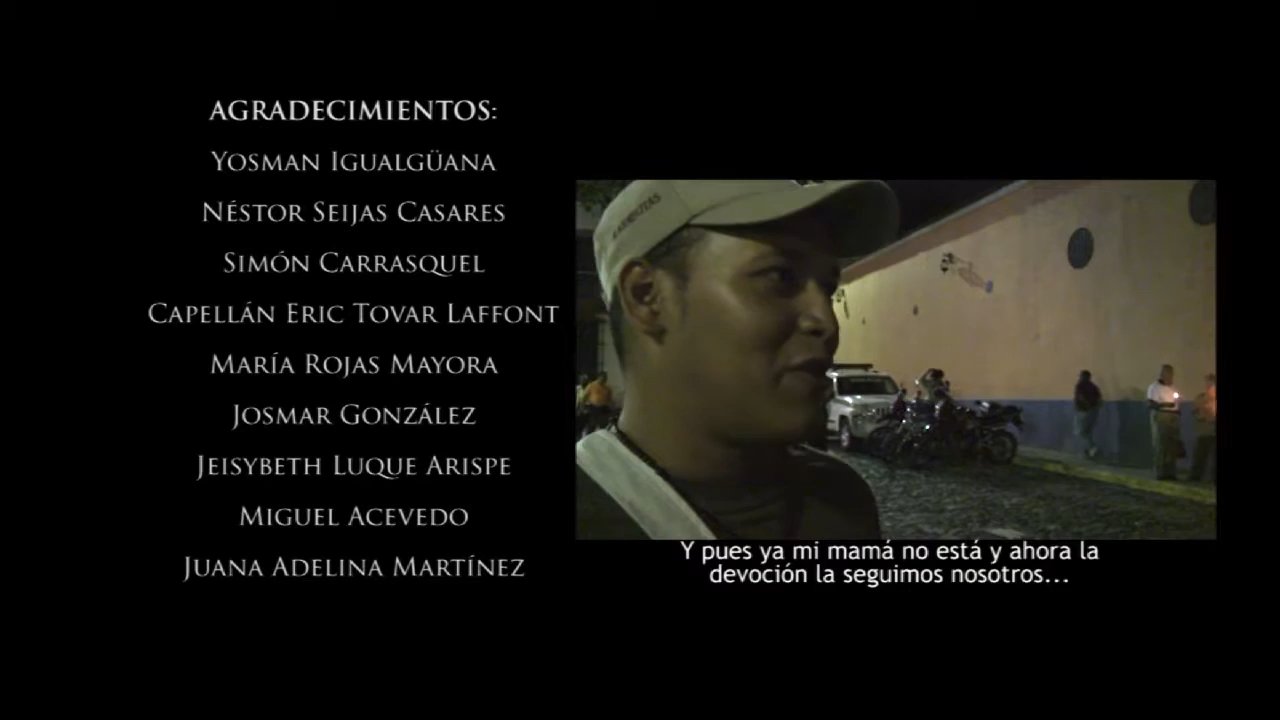 AGRADECIMIENTOS:
YOSMAN IGUALGÜANA
NÉSTOR SEIJAS CASARES
SIMÓN CARRASQUEL
CAPELLÁN ERIC TOVAR LAFFONT
MARÍA ROJAS MAYORA
JOSMAR GONZÁLEZ
JEISYBETH LUQUE ARISPE
MIGUEL ACEVEDO
JUANA ADELINA MARTÍNEZ
Y pues ya mi mamá no está y ahora la
devoción la seguimos nosotros...